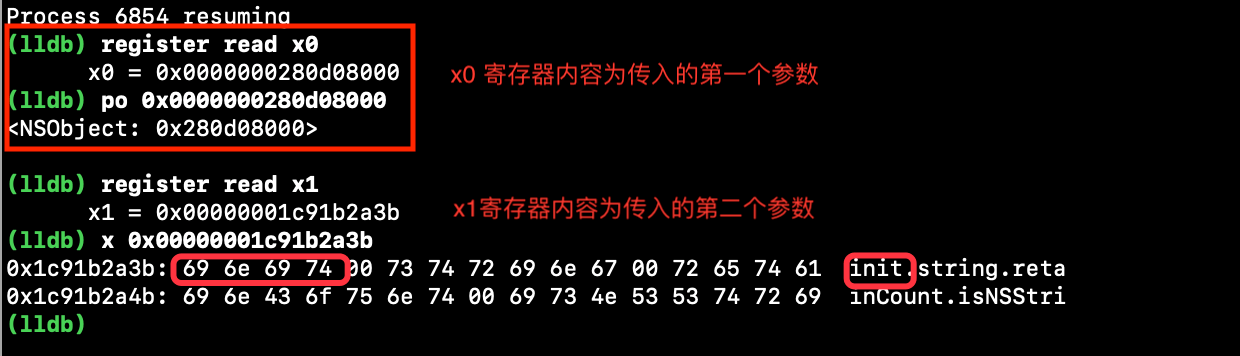 Process 6854 resuming
(lldb) register read x0
x0 = 0x0000000280d08000
x0 寄存器内容为传入的第一个参数
(lldb) po 0x0000000280d08000
<NSObject: 0x280d08000>
(lldb) register read x1
x1 = 0x00000001c91b2a3b
x1寄存器内容为传入的第二个参数
(lldb) x 0x00000001c91b2a3b
0x1c91b2a3b: 69 6e 69 74 00 73 74 72 69 6e 67 00 72 65 74 61 init.string.reta
0x1c91b2a4b: 69 6e 43 6f 75 6e 74 00 69 73 4e 53 53 74 72 69 inCount.isNSStri
(lldb)